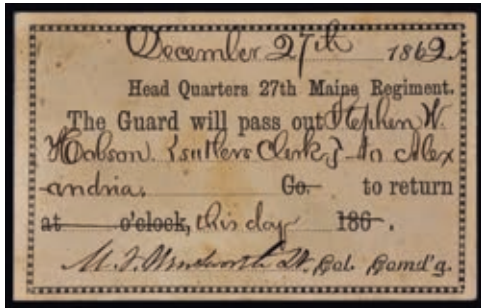 December 27th 1862.
Head Quarters 27th Maine Regiment.
The Guard will pass out Stephen W.
Hobson. {sutlers Clerk} to Alex
andria. Co. to return
at o'clock, this day 186 .
M. F. Wentworth Lt. Col. Comd'g.